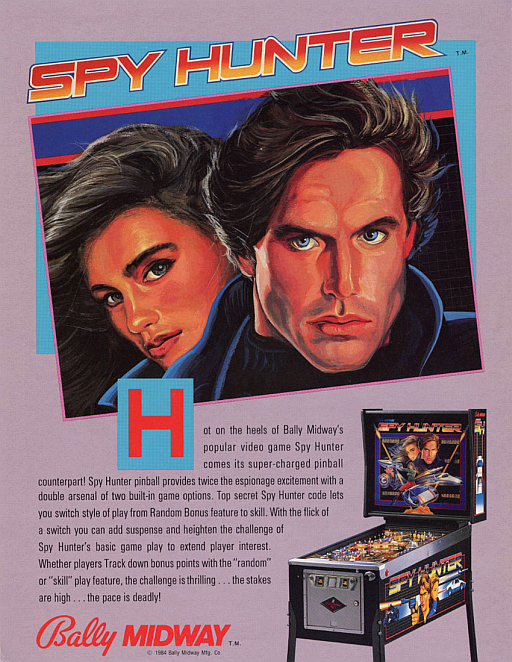 SPY HUNTER T.M.
Hot on the heels of Bally Midway's
popular video game Spy Hunter
comes its super-charged pinball
counterpart! Spy Hunter pinball provides twice the espionage excitement with a
double arsenal of two built-in game options. Top secret Spy Hunter code lets
you switch style of play from Random Bonus feature to skill. With the flick of
a switch you can add suspense and heighten the challenge of
Spy Hunter's basic game play to extend player interest.
Whether players Track down bonus points with the "random"
or "skill" play feature, the challenge is thrilling . . . the stakes
are high . . . the pace is deadly!
SPY HUNTER
SPY HUNTER
Bally MIDWAY T.M.
© 1984 Bally Midway Mfg. Co.